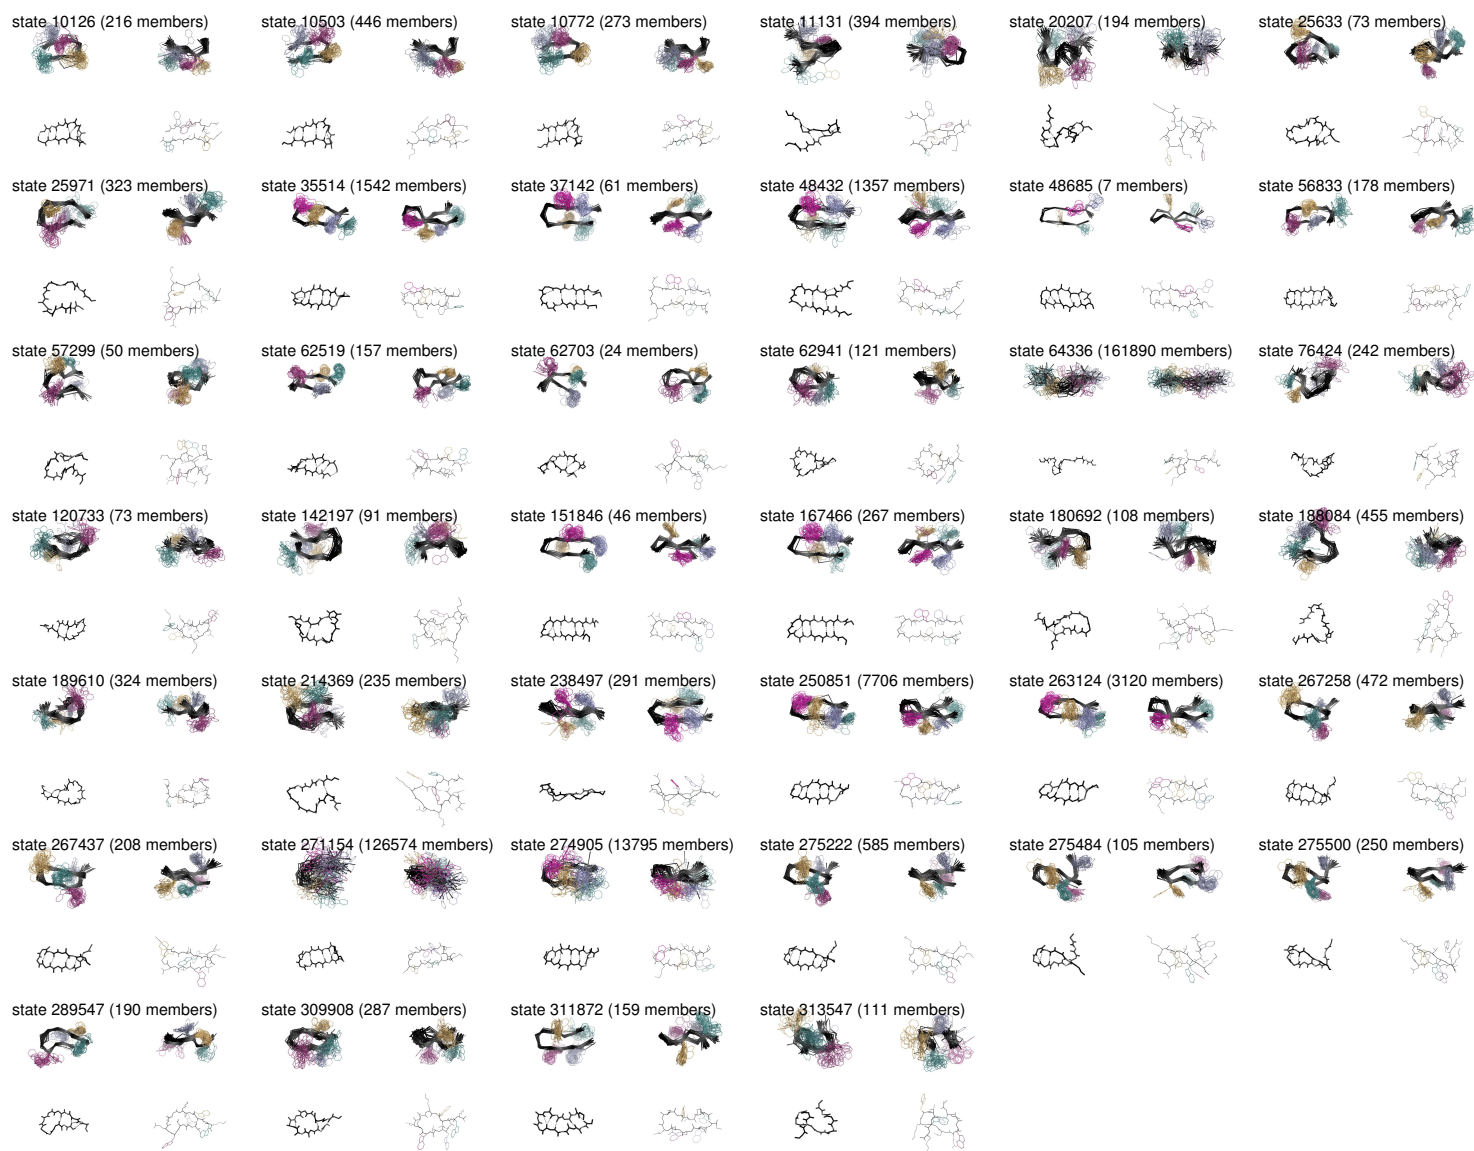 state 10126 (216 members) state 10503 (446 members) state 10772 (273 members) state 11131 (394 members) state 20207 (194 members) state 25633 (73 members)
state 25971 (323 members) state 35514 (1542 members) state 37142 (61 members) state 48432 (1357 members) state 48685 (7 members) state 56833 (178 members)
state 57299 (50 members) state 62519 (157 members) state 62703 (24 members) state 62941 (121 members) state 64336 (161890 members) state 76424 (242 members)
state 120733 (73 members) state 142197 (91 members) state 151846 (46 members) state 167466 (267 members) state 180692 (108 members) state 188084 (455 members)
state 189610 (324 members) state 214369 (235 members) state 238497 (291 members) state 250851 (7706 members) state 263124 (3120 members) state 267258 (472 members)
state 267437 (208 members) state 271154 (126574 members) state 274905 (13795 members) state 275222 (585 members) state 275484 (105 members) state 275500 (250 members)
state 289547 (190 members) state 309908 (287 members) state 311872 (159 members) state 313547 (111 members)